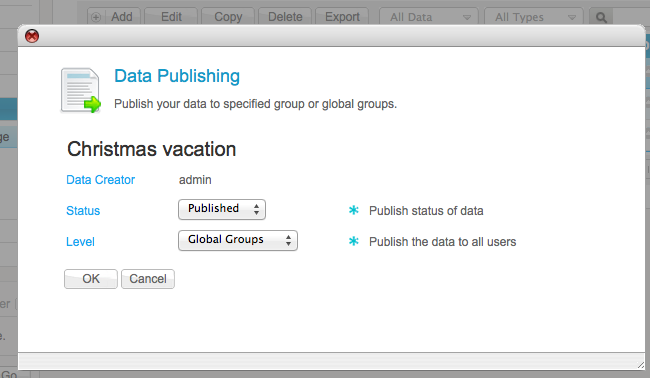 Add Edit Copy Delete Export All Data All Types
Data Publishing
Publish your data to specified group or global groups.
Christmas vacation
Data Creator admin
Status Published * Publish status of data
Level Global Groups * Publish the data to all users
OK Cancel
Go